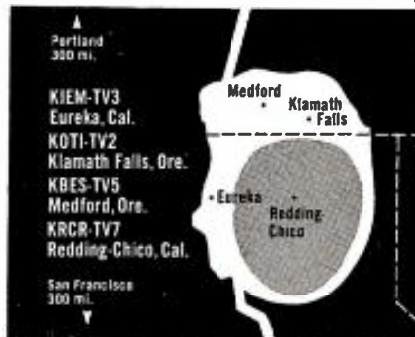 Portland
300 mi.
KIEM-TV3
Eureka, Cal.
KOTI-TV2
Klamath Falls, Ore.
KBES-TV5
Medford, Ore.
KRCR-TV7
Redding-Chico, Cal.
San Francisco
300 mi.
Medford
Klamath
Falls
Eureka
Redding-
Chico